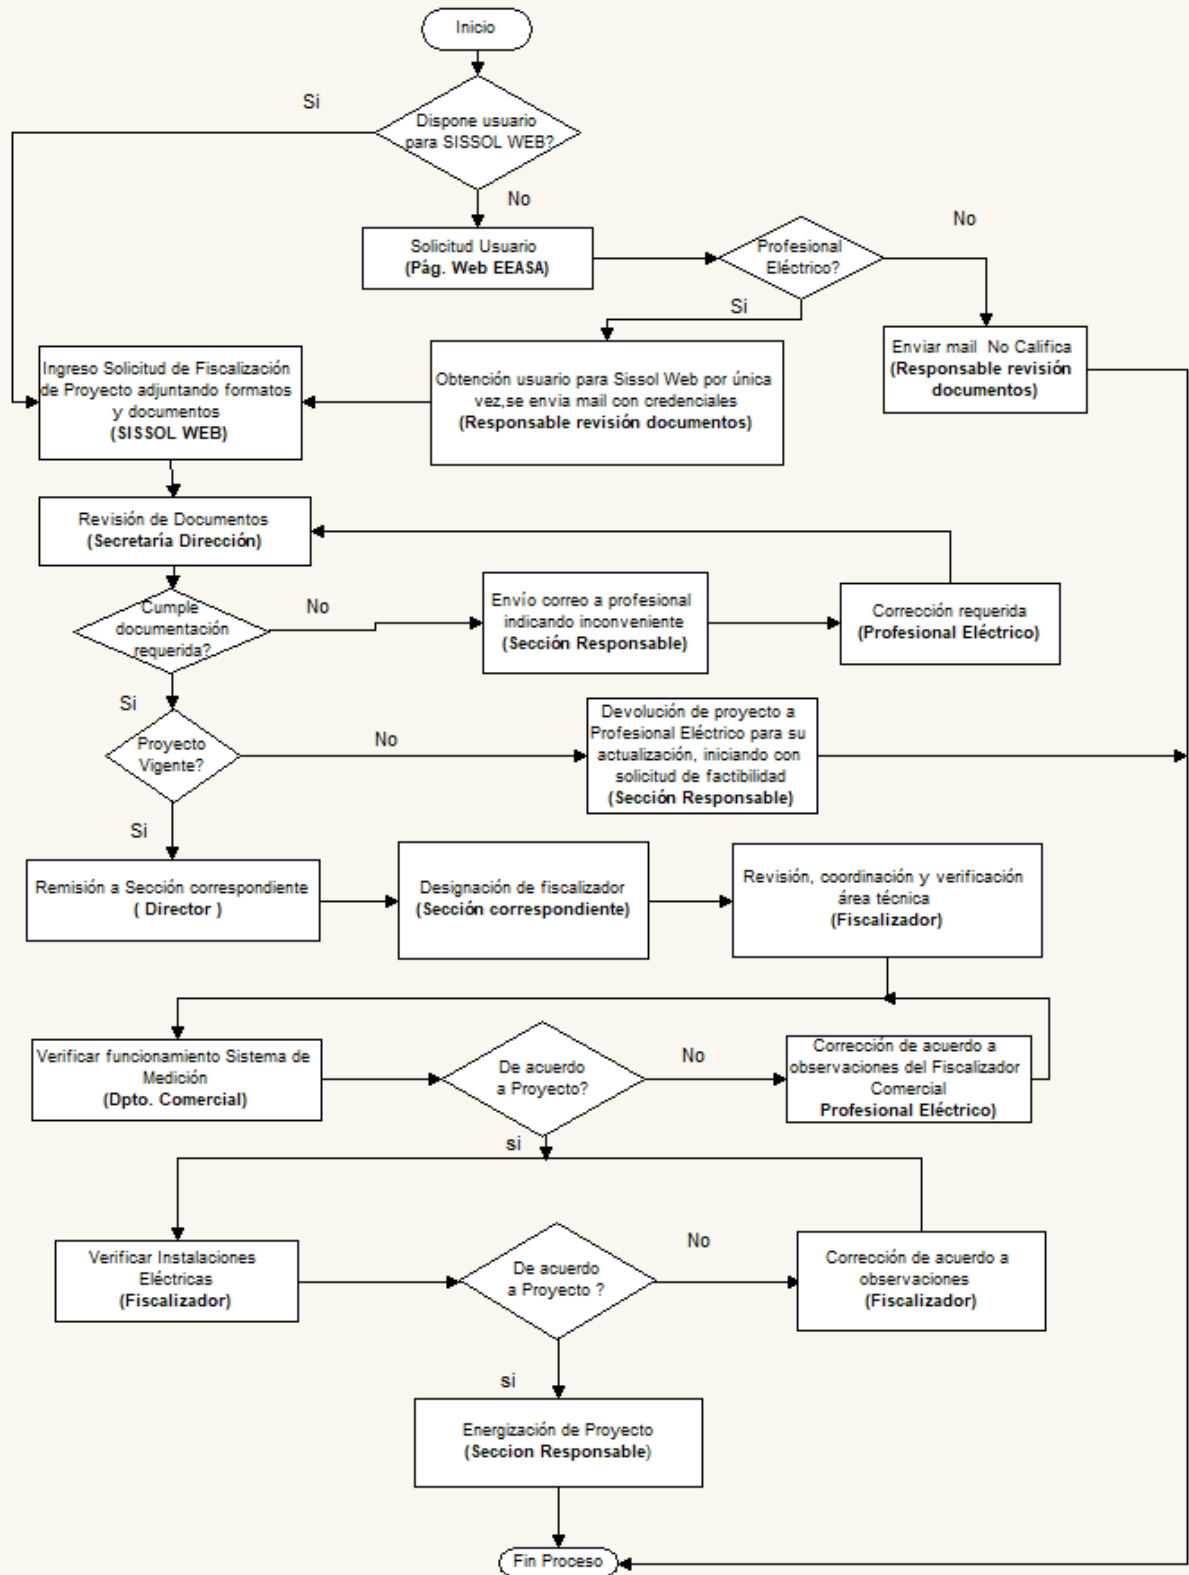 Inicio
Si
Dispone usuario
para SISSOL WEB?
No
Solicitud Usuario
(Pág. Web EEASA)
Profesional
Eléctrico?
No
Si
Enviar mail No Califica
(Responsable revisión
documentos)
Ingreso Solicitud de Fiscalización
de Proyecto adjuntando formatos
y documentos
(SISSOL WEB)
Obtención usuario para Sissol Web por única
vez,se envia mail con credenciales
(Responsable revisión documentos)
Revisión de Documentos
(Secretaría Dirección)
Cumple
documentación
requerida?
No
Envío correo a profesional
indicando inconveniente
(Sección Responsable)
Corrección requerida
(Profesional Eléctrico)
Si
Proyecto
Vigente?
No
Devolución de proyecto a
Profesional Eléctrico para su
actualización, iniciando con
solicitud de factibilidad
(Sección Responsable)
Si
Remisión a Sección correspondiente
( Director )
Designación de fiscalizador
(Sección correspondiente)
Revisión, coordinación y verificación
área técnica
(Fiscalizador)
Verificar funcionamiento Sistema de
Medición
(Dpto. Comercial)
De acuerdo
a Proyecto?
No
Corrección de acuerdo a
observaciones del Fiscalizador
Comercial
Profesional Eléctrico)
si
Verificar Instalaciones
Eléctricas
(Fiscalizador)
De acuerdo
a Proyecto ?
No
Corrección de acuerdo a
observaciones
(Fiscalizador)
si
Energización de Proyecto
(Seccion Responsable)
Fin Proceso